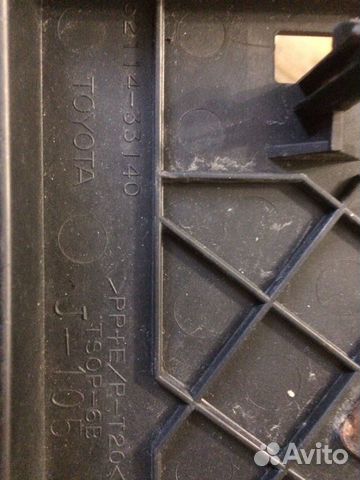 52114-33140
TOYOTA
>PP+E/P-T20<
TSOP-6B
J-105
Avito